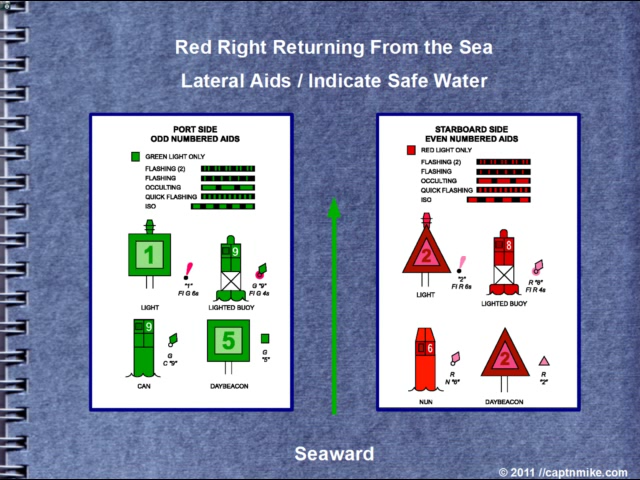 Red Right Returning From the Sea
Lateral Aids / Indicate Safe Water
PORT SIDE
ODD NUMBERED AIDS
GREEN LIGHT ONLY
FLASHING (2)
FLASHING
OCCULTING
QUICK FLASHING
ISO
1
"1"
Fl G 6s
LIGHT
9
G "9"
Fl G 4s
LIGHTED BUOY
9
G
C "9"
CAN
5
G
"5"
DAYBEACON
STARBOARD SIDE
EVEN NUMBERED AIDS
RED LIGHT ONLY
FLASHING (2)
FLASHING
OCCULTING
QUICK FLASHING
ISO
2
"2"
Fl R 6s
LIGHT
8
R "8"
Fl R 4s
LIGHTED BUOY
6
R
N "6"
NUN
2
R
"2"
DAYBEACON
Seaward
© 2011 //captnmike.com